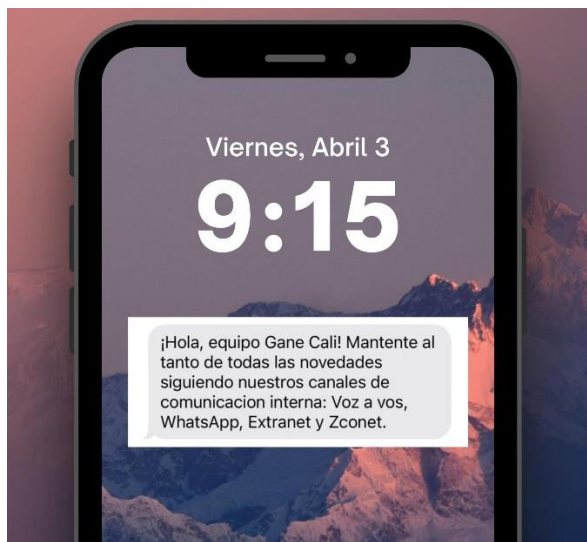 Viernes, Abril 3
9:15
¡Hola, equipo Gane Cali! Mantente al
tanto de todas las novedades
siguiendo nuestros canales de
comunicacion interna: Voz a vos,
WhatsApp, Extranet y Zconet.